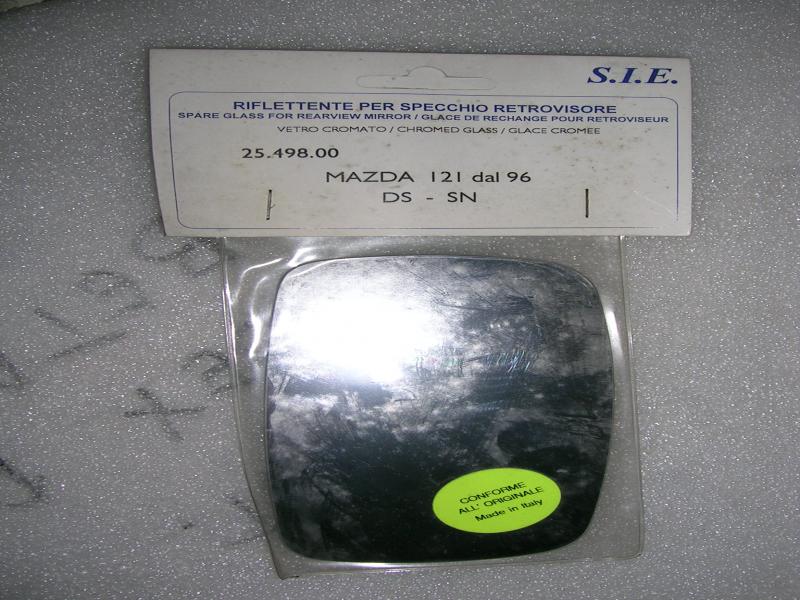 S.I.E.
RIFLETTENTE PER SPECCHIO RETROVISORE
SPARE GLASS FOR REARVIEW MIRROR / GLACE DE RECHANGE POUR RETROVISEUR
VETRO CROMATO / CHROMED GLASS / GLACE CROMEE
25.498.00
MAZDA 121 dal 96
DS - SN
CONFORME
ALL' ORIGINALE
Made in Italy